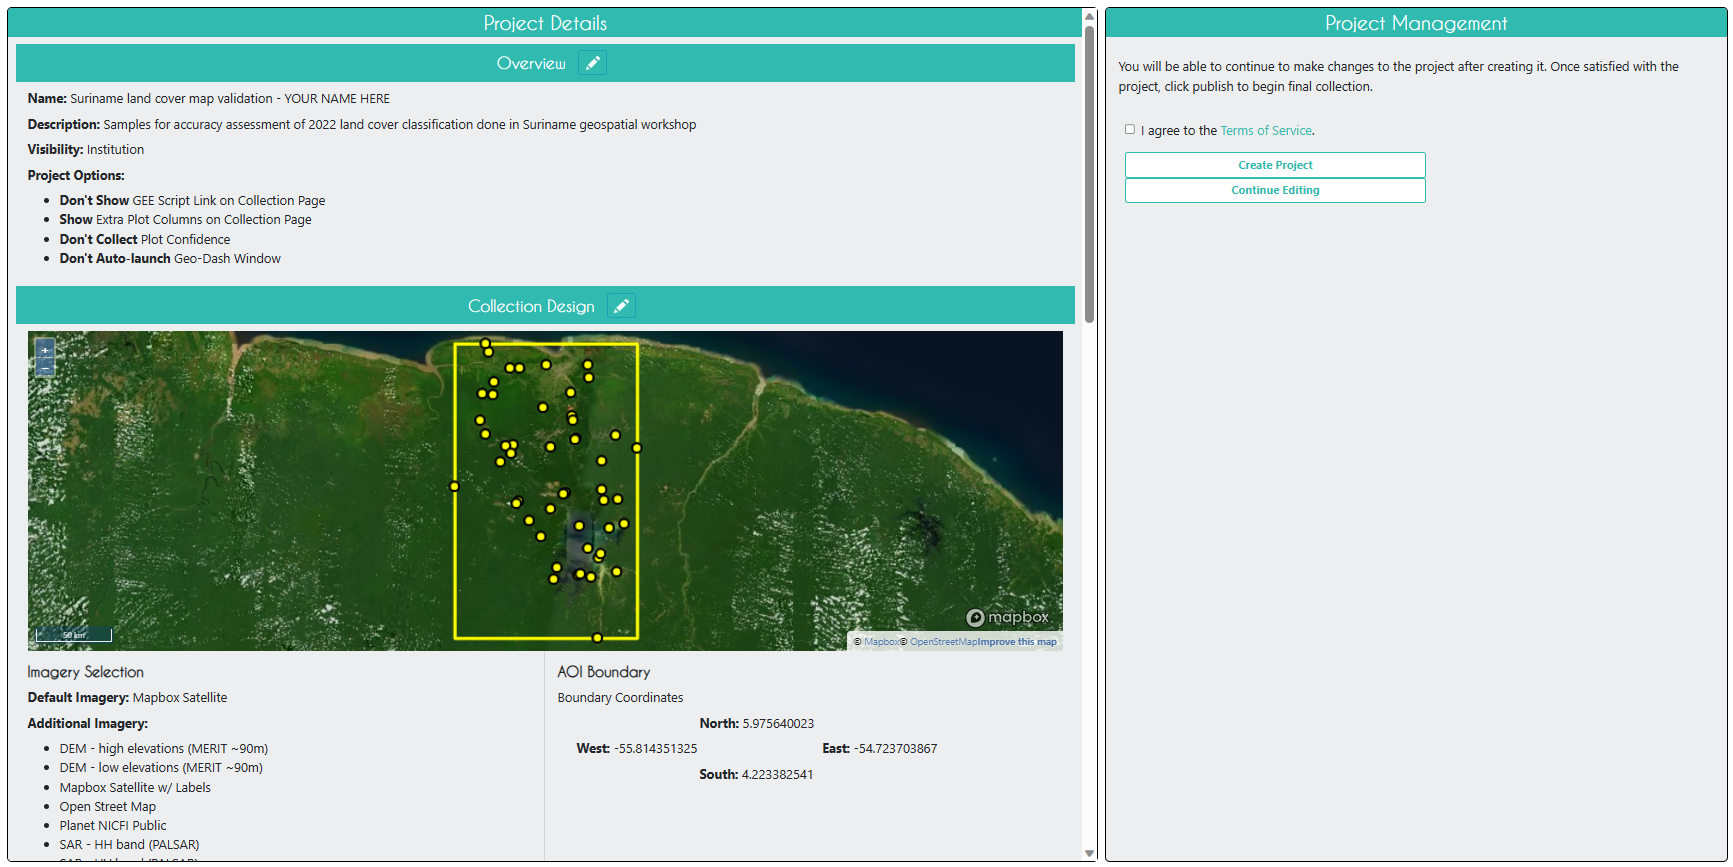 Project Details
Overview
Name: Suriname land cover map validation - YOUR NAME HERE
Description: Samples for accuracy assessment of 2022 land cover classification done in Suriname geospatial workshop
Visibility: Institution
Project Options:
Don't Show GEE Script Link on Collection Page
Show Extra Plot Columns on Collection Page
Don't Collect Plot Confidence
Don't Auto-launch Geo-Dash Window
Collection Design
+
–
50 km
mapbox
© Mapbox© OpenStreetMapImprove this map
Imagery Selection
Default Imagery: Mapbox Satellite
Additional Imagery:
DEM - high elevations (MERIT ~90m)
DEM - low elevations (MERIT ~90m)
Mapbox Satellite w/ Labels
Open Street Map
Planet NICFI Public
SAR - HH band (PALSAR)
AOI Boundary
Boundary Coordinates
North: 5.975640023
West: -55.814351325 East: -54.723703867
South: 4.223382541
Project Management
You will be able to continue to make changes to the project after creating it. Once satisfied with the
project, click publish to begin final collection.
I agree to the Terms of Service.
Create Project
Continue Editing